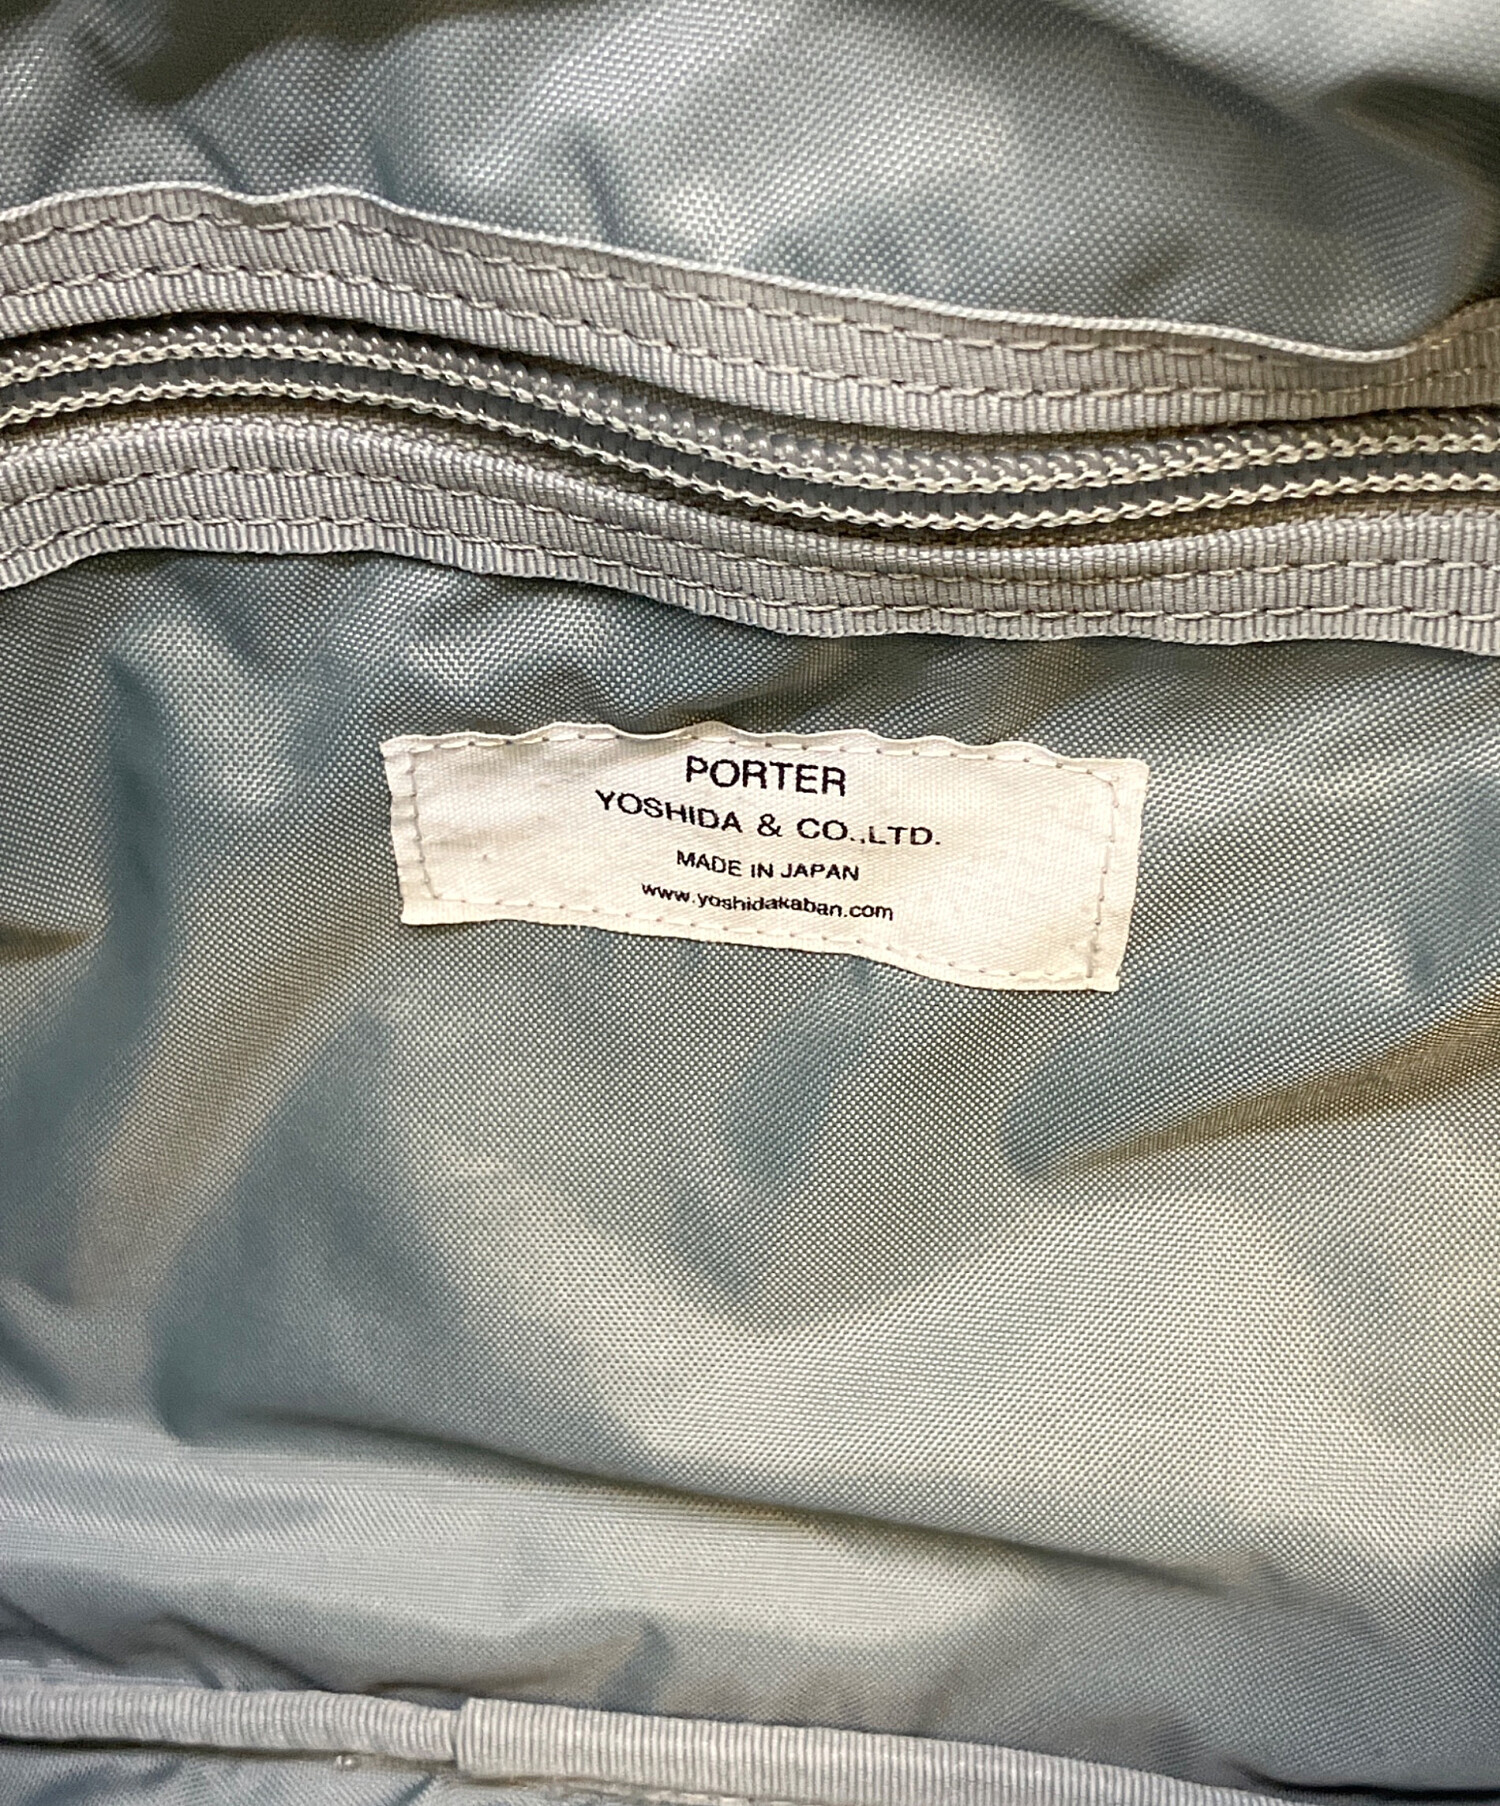 PORTER
YOSHIDA & CO.,LTD.
MADE IN JAPAN
www.yoshidakaban.com